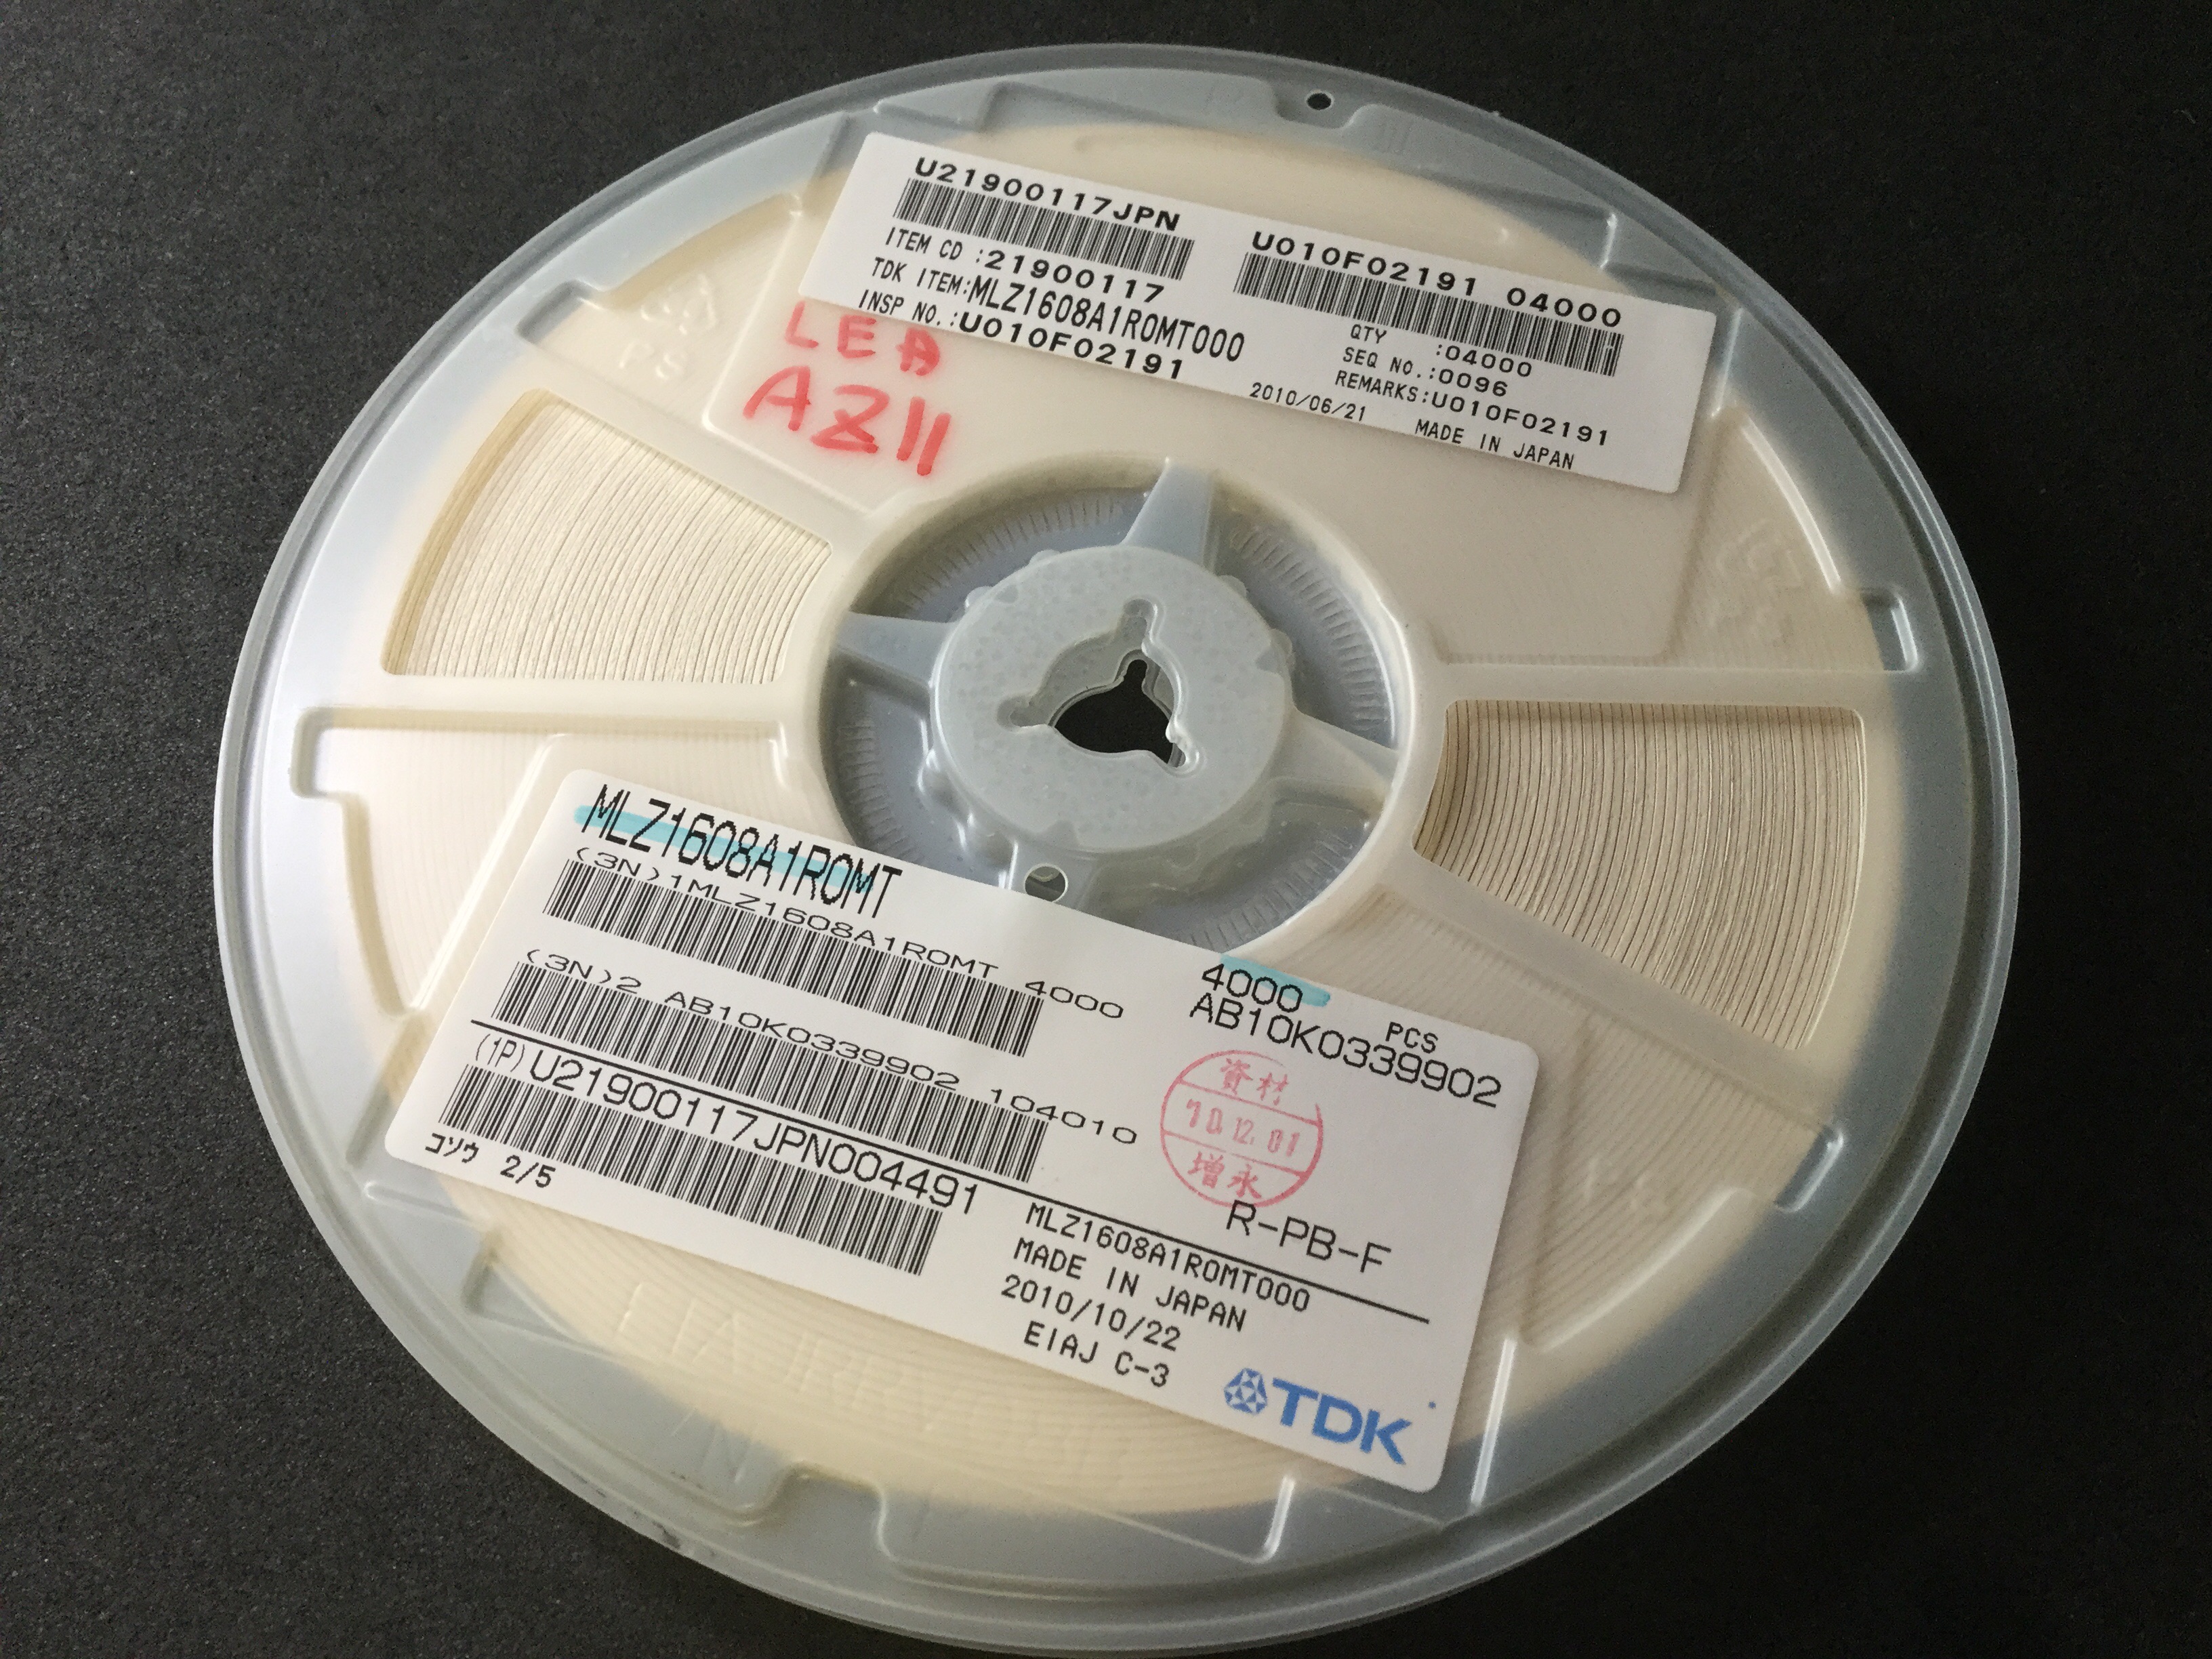 U21900117JPN
ITEM CD :21900117
TDK ITEM:MLZ1608A1R0MT000
INSP NO.:U010F02191
U010F02191 04000
QTY :04000
SEQ NO.:0096
REMARKS:U010F02191
2010/06/21 MADE IN JAPAN
LEA
AZ11
PS
MLZ1608A1R0MT
(3N)1MLZ1608A1R0MT 4000
(3N)2 AB10K0339902 104010
(1P)U21900117JPN004491
コソウ 2/5
4000 PCS
AB10K0339902
資材
10.12.01
増永
R-PB-F
MLZ1608A1R0MT000
MADE IN JAPAN
2010/10/22
EIAJ C-3
TDK